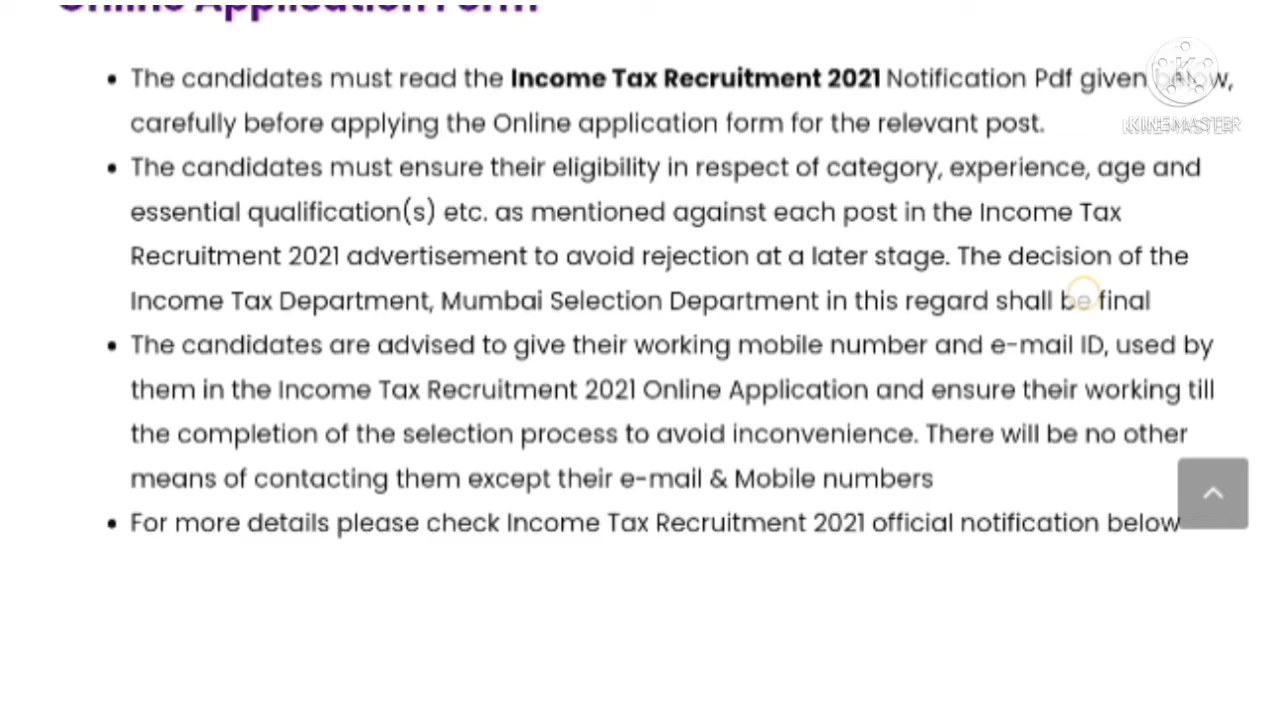 Online Application Form
The candidates must read the Income Tax Recruitment 2021 Notification Pdf given below,
carefully before applying the Online application form for the relevant post.
The candidates must ensure their eligibility in respect of category, experience, age and
essential qualification(s) etc. as mentioned against each post in the Income Tax
Recruitment 2021 advertisement to avoid rejection at a later stage. The decision of the
Income Tax Department, Mumbai Selection Department in this regard shall be final
The candidates are advised to give their working mobile number and e-mail ID, used by
them in the Income Tax Recruitment 2021 Online Application and ensure their working till
the completion of the selection process to avoid inconvenience. There will be no other
means of contacting them except their e-mail & Mobile numbers
For more details please check Income Tax Recruitment 2021 official notification below
K
KINEMASTER